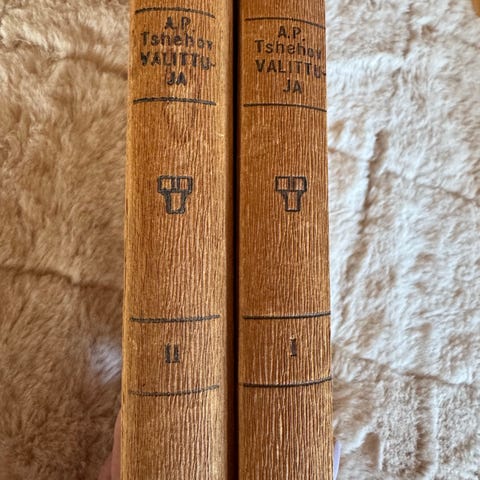 A.P.
Tshehov
VALITTU-
JA
II
A.P.
Tshehov
VALITTU-
JA
I